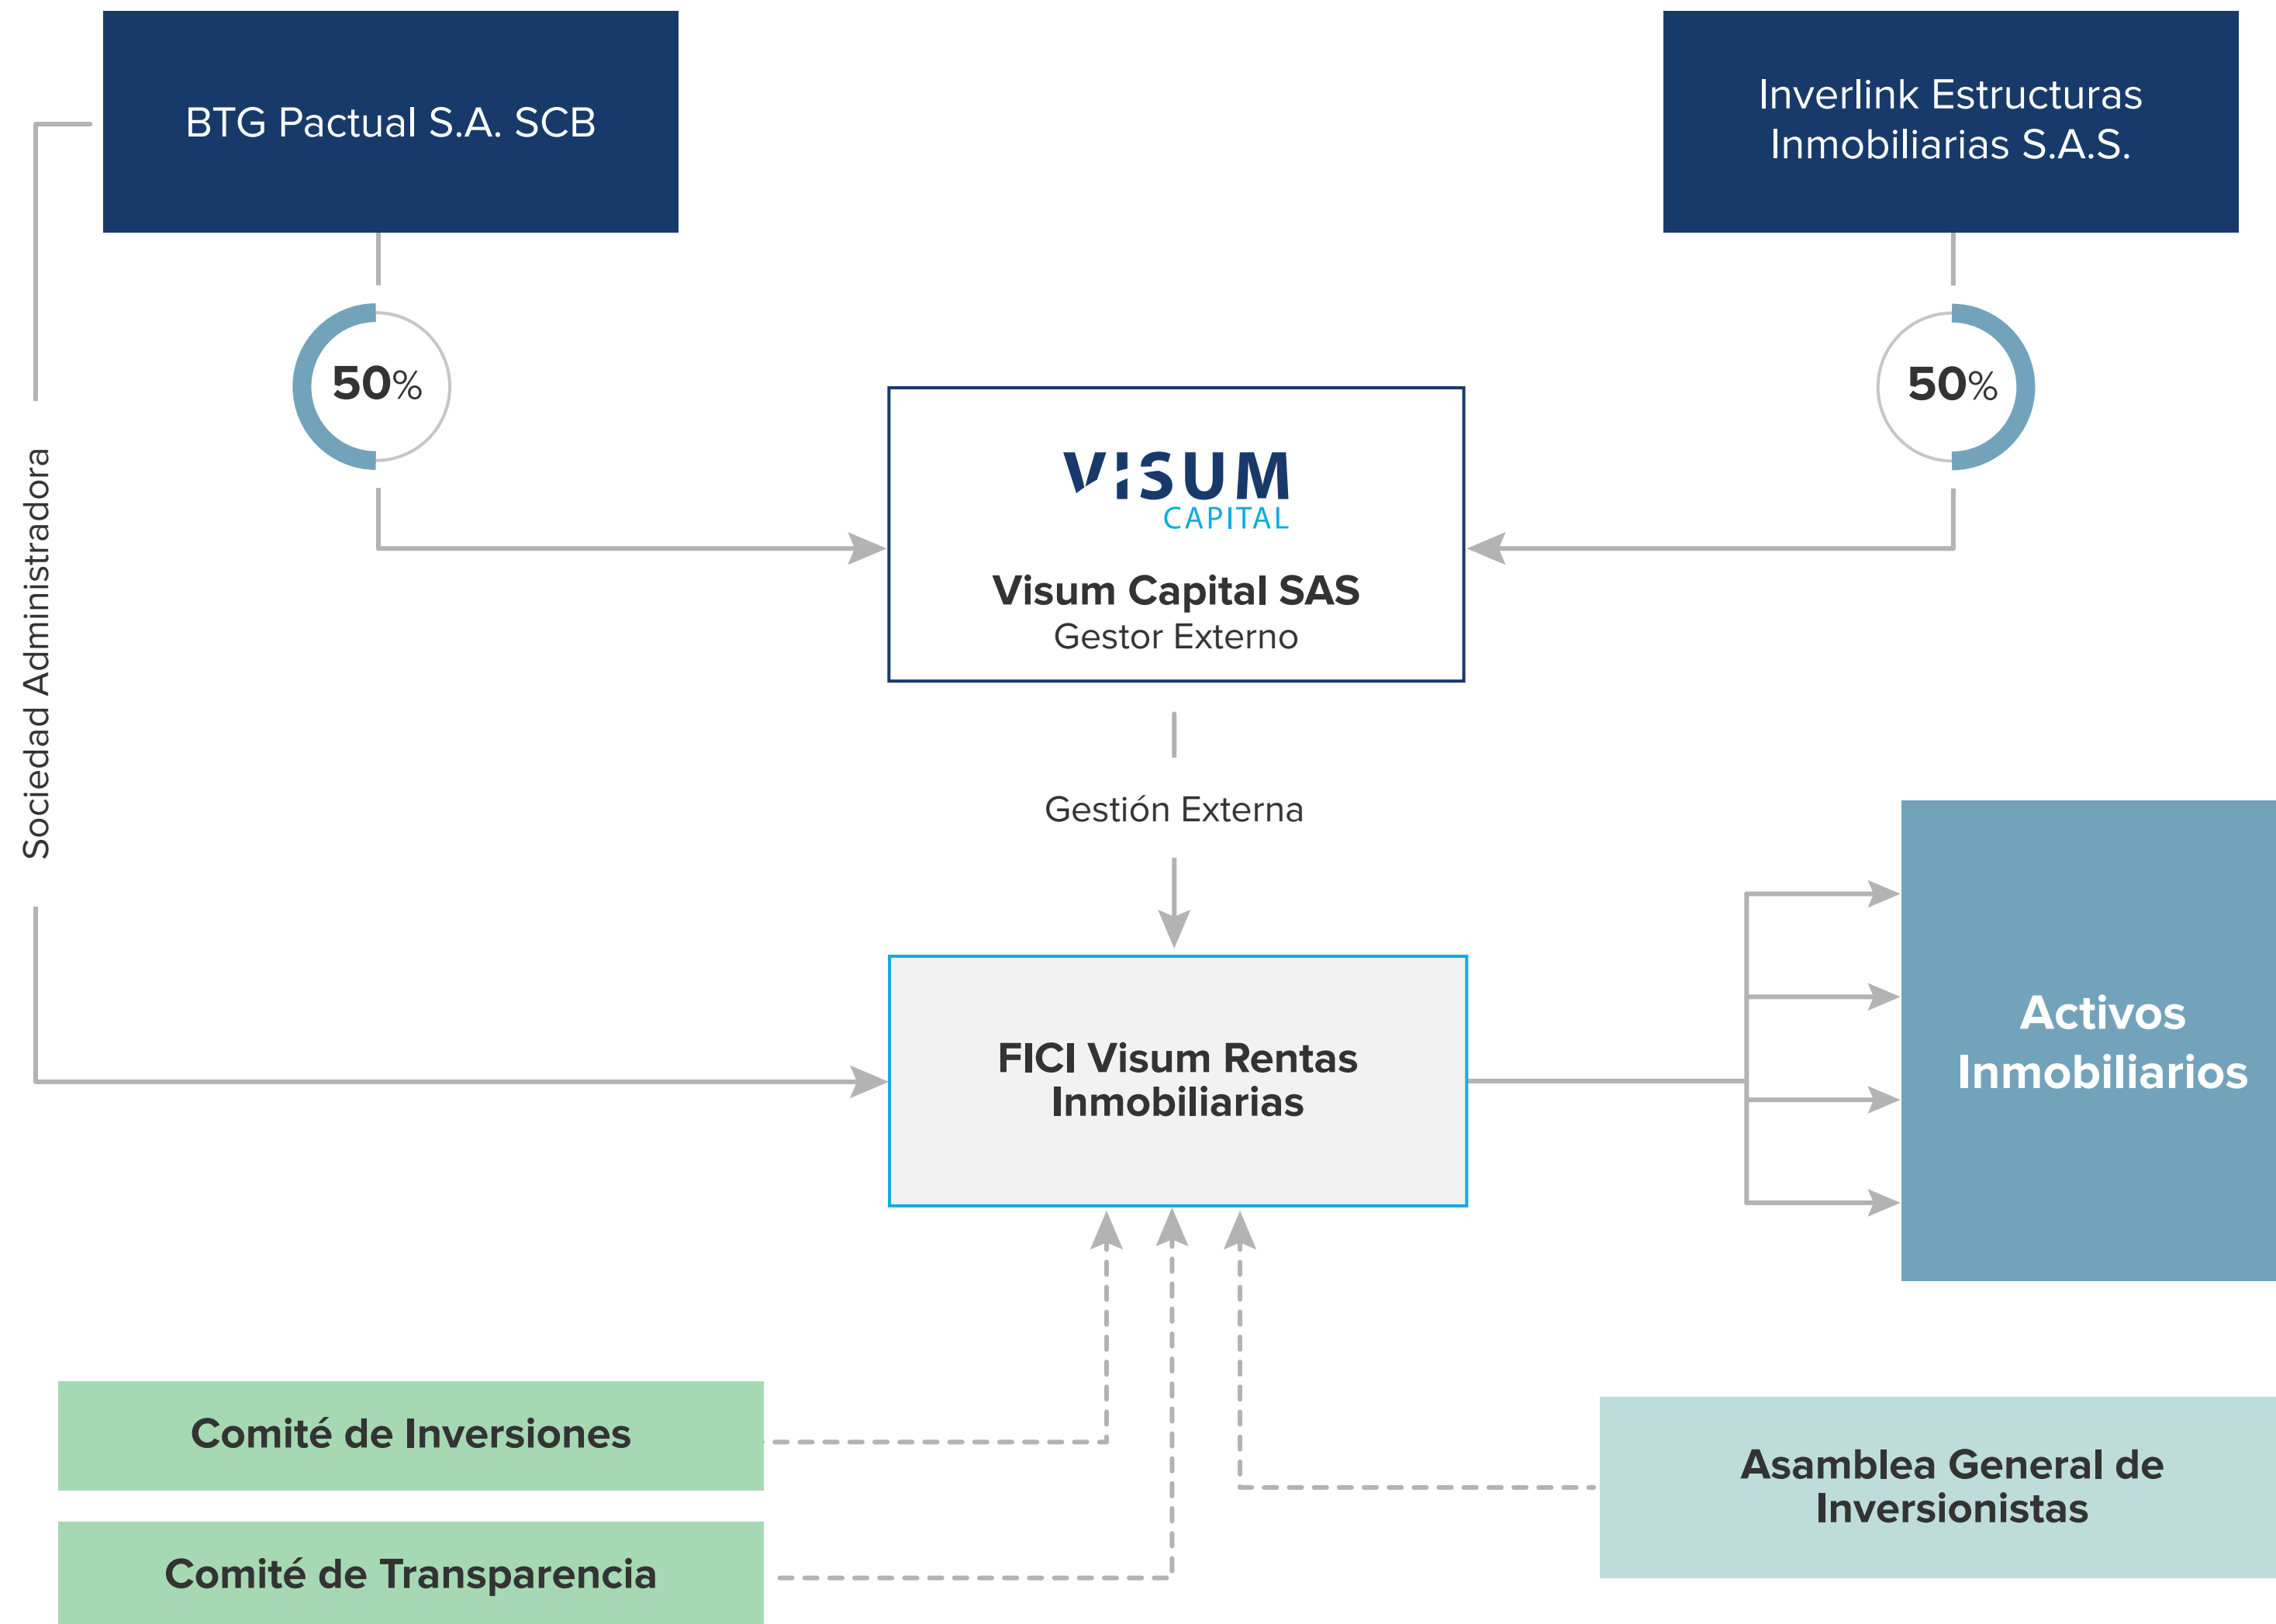 BTG Pactual S.A. SCB
Inverlink Estructuras
Inmobiliarias S.A.S.
50%
50%
Sociedad Administradora
VISUM
CAPITAL
Visum Capital SAS
Gestor Externo
Gestión Externa
FICI Visum Rentas
Inmobiliarias
Activos
Inmobiliarios
Comité de Inversiones
Asamblea General de
Inversionistas
Comité de Transparencia